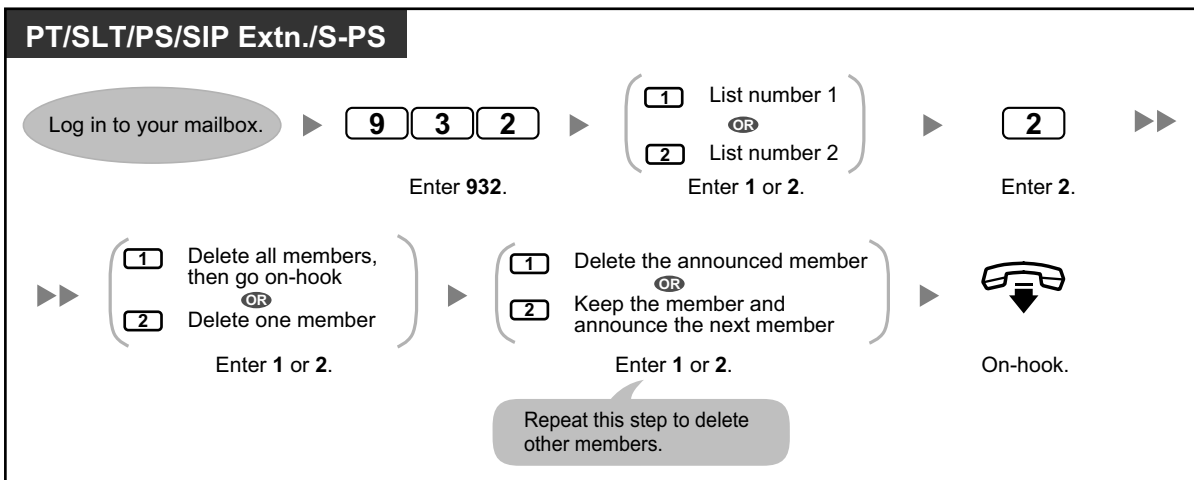 PT/SLT/PS/SIP Extn./S-PS
Log in to your mailbox.
9 3 2
Enter 932.
1 List number 1
OR
2 List number 2
Enter 1 or 2.
2
Enter 2.
1 Delete all members,
then go on-hook
OR
2 Delete one member
Enter 1 or 2.
1 Delete the announced member
OR
2 Keep the member and
announce the next member
Enter 1 or 2.
Repeat this step to delete
other members.
On-hook.